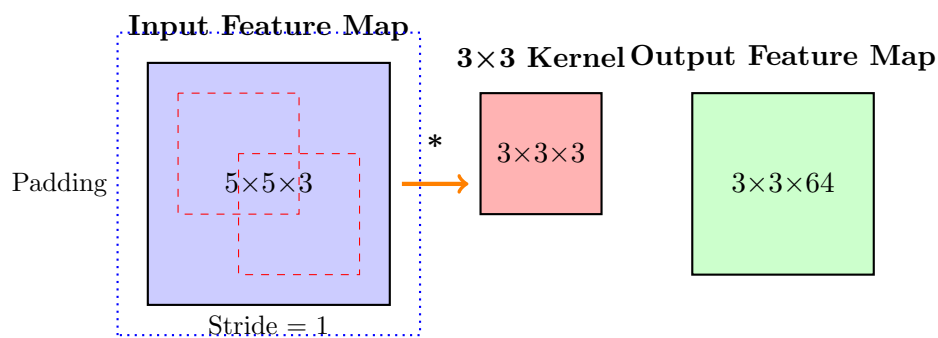 Input Feature Map
3×3 Kernel
Output Feature Map
*
3×3×3
Padding
5×5×3
3×3×64
Stride = 1